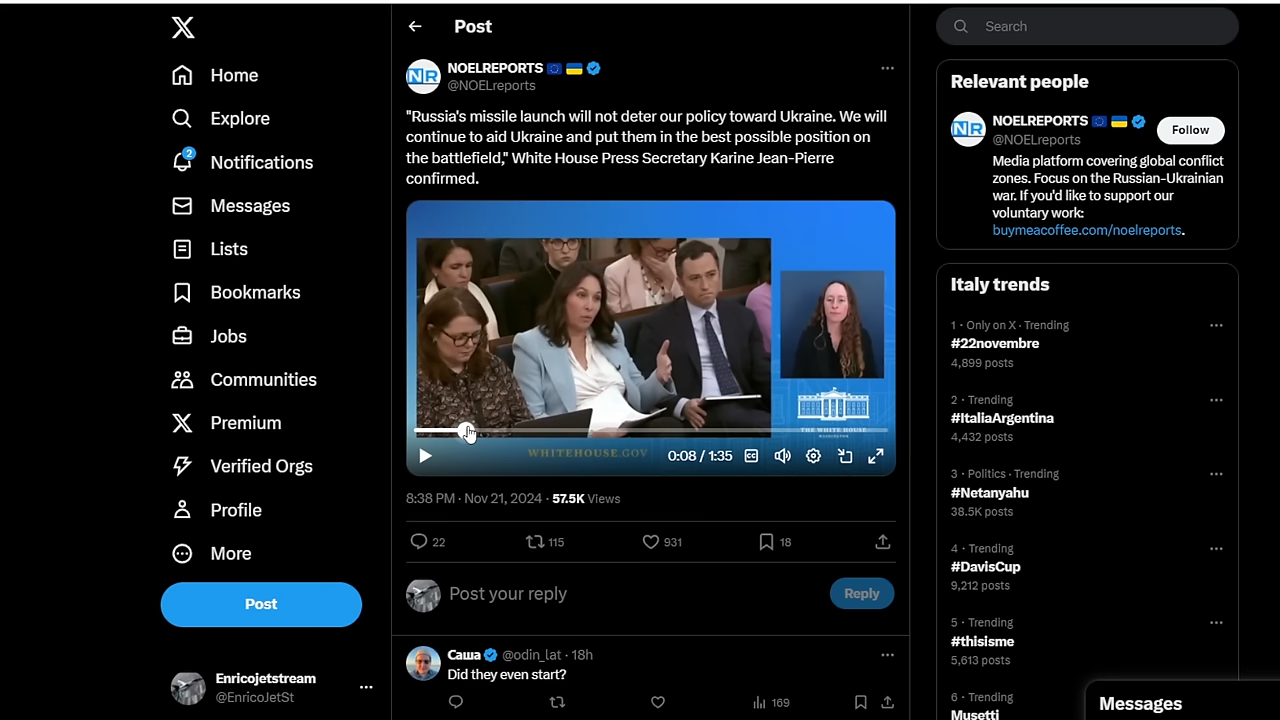 Home
Explore
2
Notifications
Messages
Lists
Bookmarks
Jobs
Communities
Premium
Verified Orgs
Profile
More
Post
Enricojetstream
@EnricoJetSt
Post
NR
NOELREPORTS
@NOELreports
"Russia's missile launch will not deter our policy toward Ukraine. We will
continue to aid Ukraine and put them in the best possible position on
the battlefield," White House Press Secretary Karine Jean-Pierre
confirmed.
THE WHITE HOUSE
WASHINGTON
WHITEHOUSE.GOV
0:08 / 1:35
8:38 PM · Nov 21, 2024 · 57.5K Views
22 115 931 18
Post your reply
Reply
Саша @odin_lat · 18h
Did they even start?
169
Search
Relevant people
NR
NOELREPORTS
@NOELreports
Follow
Media platform covering global conflict
zones. Focus on the Russian-Ukrainian
war. If you'd like to support our
voluntary work:
buymeacoffee.com/noelreports.
Italy trends
1 · Only on X · Trending
#22novembre
4,899 posts
2 · Trending
#ItaliaArgentina
4,432 posts
3 · Politics · Trending
#Netanyahu
38.5K posts
4 · Trending
#DavisCup
9,212 posts
5 · Trending
#thisisme
5,613 posts
6 · Trending
Musetti
Messages